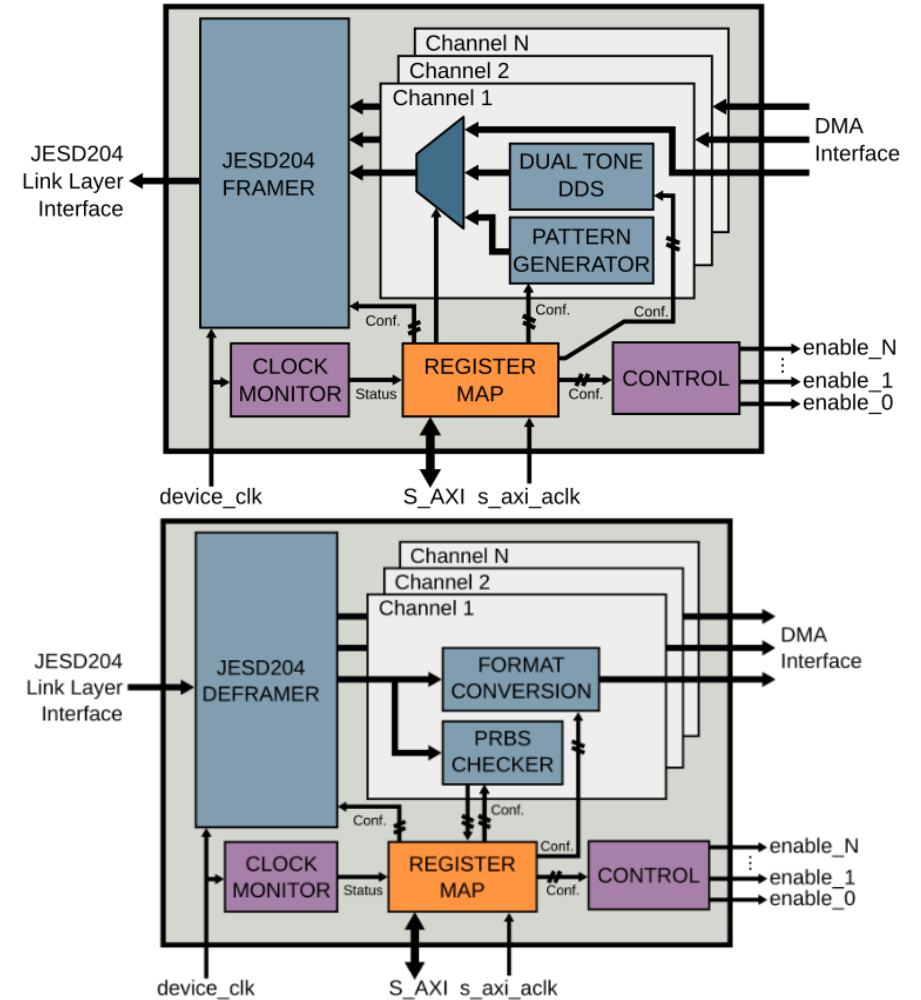 Channel N
Channel 2
Channel 1
JESD204
Link Layer
Interface
JESD204
FRAMER
DUAL TONE
DDS
PATTERN
GENERATOR
DMA
Interface
Conf.
Conf.
Conf.
CLOCK
MONITOR
Status
REGISTER
MAP
Conf.
CONTROL
enable_N
enable_1
enable_0
device_clk
S_AXI
s_axi_aclk
Channel N
Channel 2
Channel 1
JESD204
Link Layer
Interface
JESD204
DEFRAMER
FORMAT
CONVERSION
PRBS
CHECKER
DMA
Interface
Conf.
Conf.
Conf.
CLOCK
MONITOR
Status
REGISTER
MAP
Conf.
CONTROL
enable_N
enable_1
enable_0
device_clk
S_AXI
s_axi_aclk